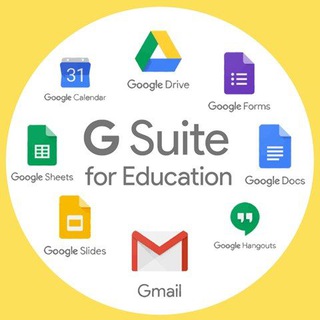 31
Google Calendar
Google Drive
Google Forms
G Suite
for Education
Google Sheets
Google Docs
Google Slides
Google Hangouts
Gmail